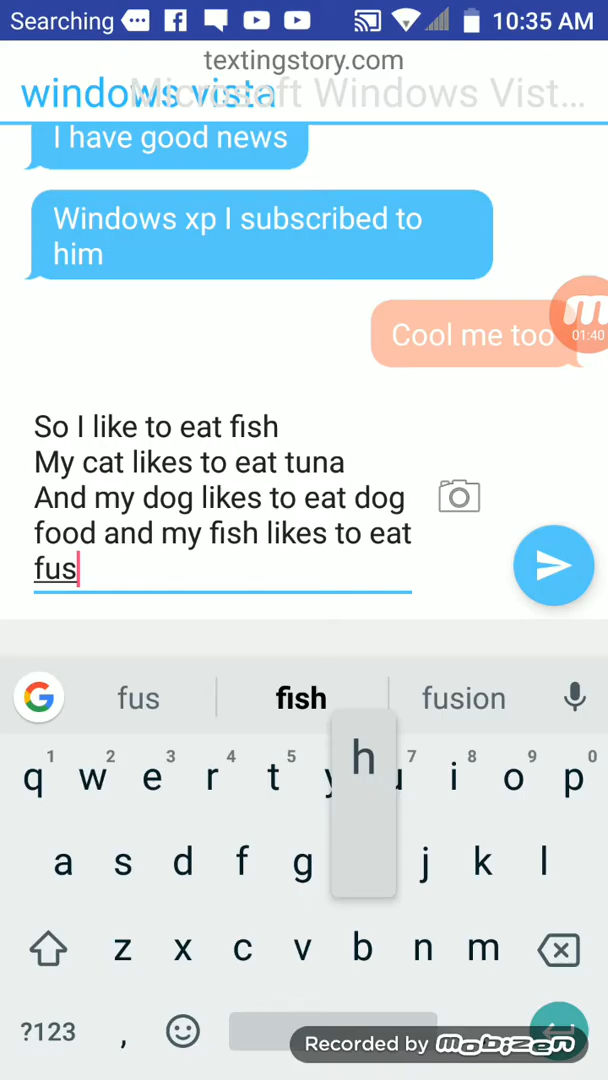 Searching 10:35 AM
textingstory.com
windows vista Microsoft Windows Vist...
I have good news
Windows xp I subscribed to
him
Cool me too
01:40
So I like to eat fish
My cat likes to eat tuna
And my dog likes to eat dog
food and my fish likes to eat
fus
fus fish fusion
h
1 2 3 4 5 7 8 9 0
q w e r t y u i o p
a s d f g j k l
z x c v b n m
?123 ,
Recorded by mobizen